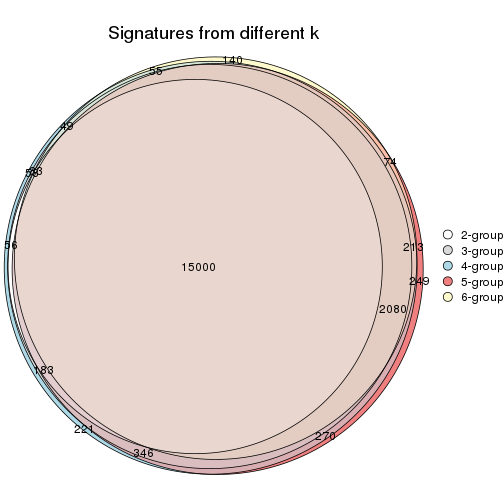 Signatures from different k
140
55
49
74
33
56
213
249
15000
2080
183
221
270
346
2-group
3-group
4-group
5-group
6-group